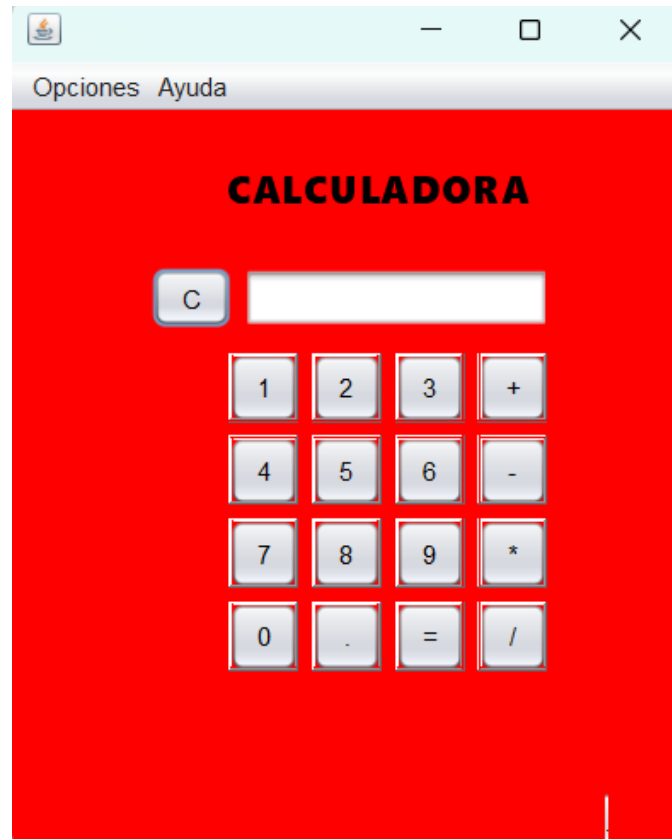 Opciones Ayuda
CALCULADORA
C
1 2 3 +
4 5 6 -
7 8 9 *
0 . = /